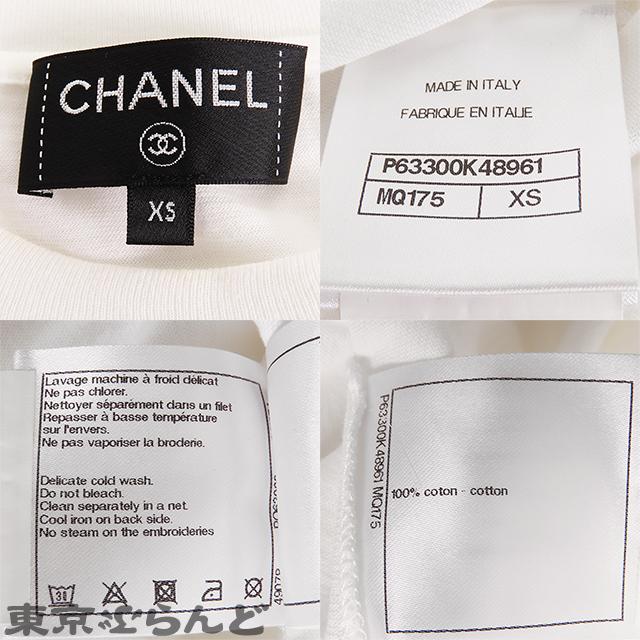 CHANEL
XS
MADE IN ITALY
FABRIQUE EN ITALIE
P63300K48961
MQ175 XS
Lavage machine à froid délicat
Ne pas chlorer.
Nettoyer séparément dans un filet
Repasser à basse température
sur l'envers.
Ne pas vaporiser la broderie.
Delicate cold wash.
Do not bleach.
Clean separately in a net.
Cool iron on back side.
No steam on the embroideries
30
P63300K48961 MQ175
100% coton - cotton
東京ぶらんど